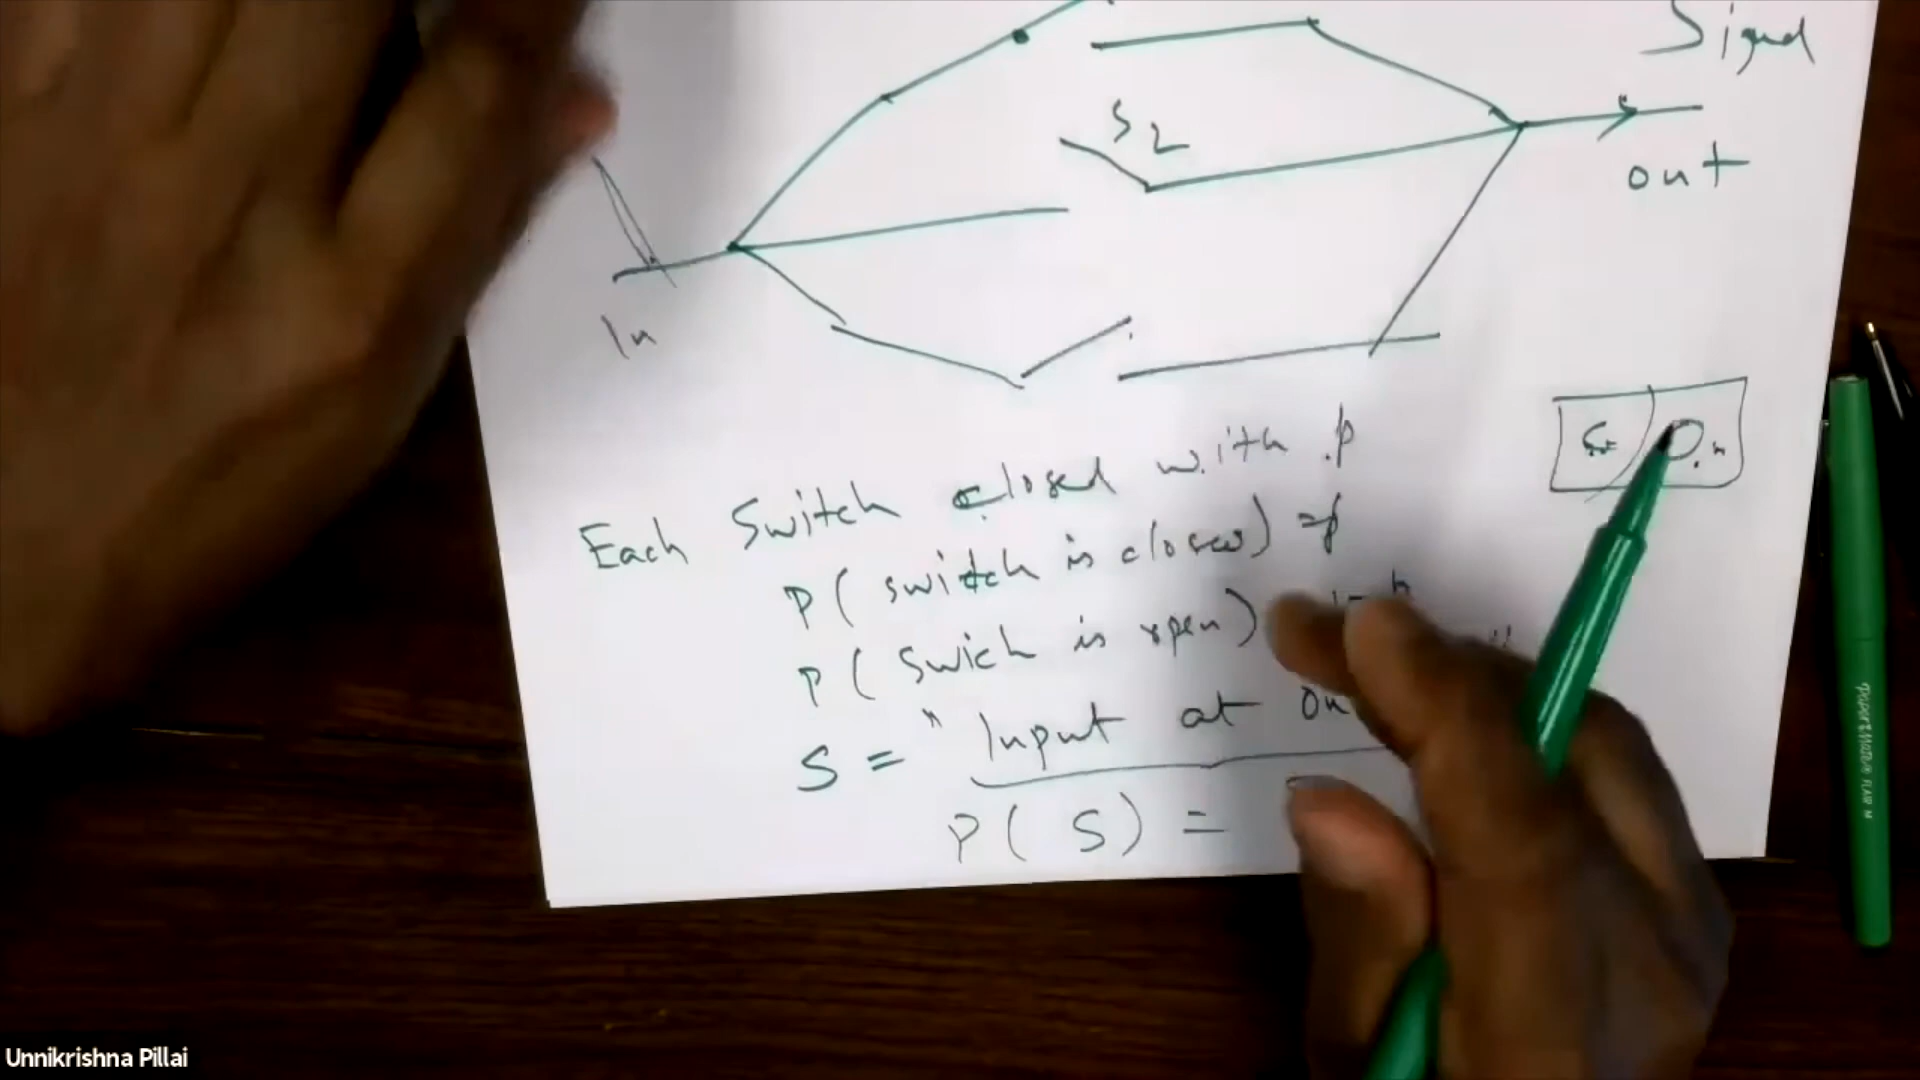 Signal
S2
out
In
Each Switch closed with p
P( switch is closed) = p
P( Swich is open)
S = " Input at
P( S ) =
Unnikrishna Pillai